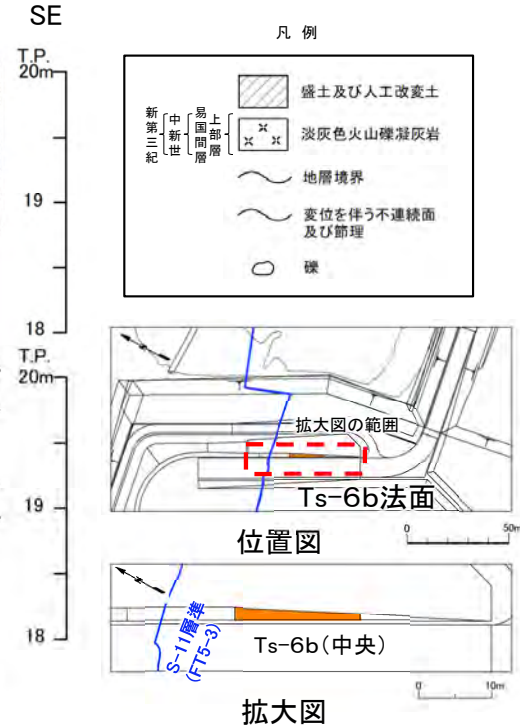 SE
T.P.
20m
19
18
T.P.
20m
19
18
凡 例
新第三紀
中新世
易国間層
上部層
盛土及び人工改変土
淡灰色火山礫凝灰岩
地層境界
変位を伴う不連続面
及び節理
礫
拡大図の範囲
Ts-6b法面
0 50m
位置図
S-11層準
(FT5-3)
Ts-6b(中央)
0 10m
拡大図